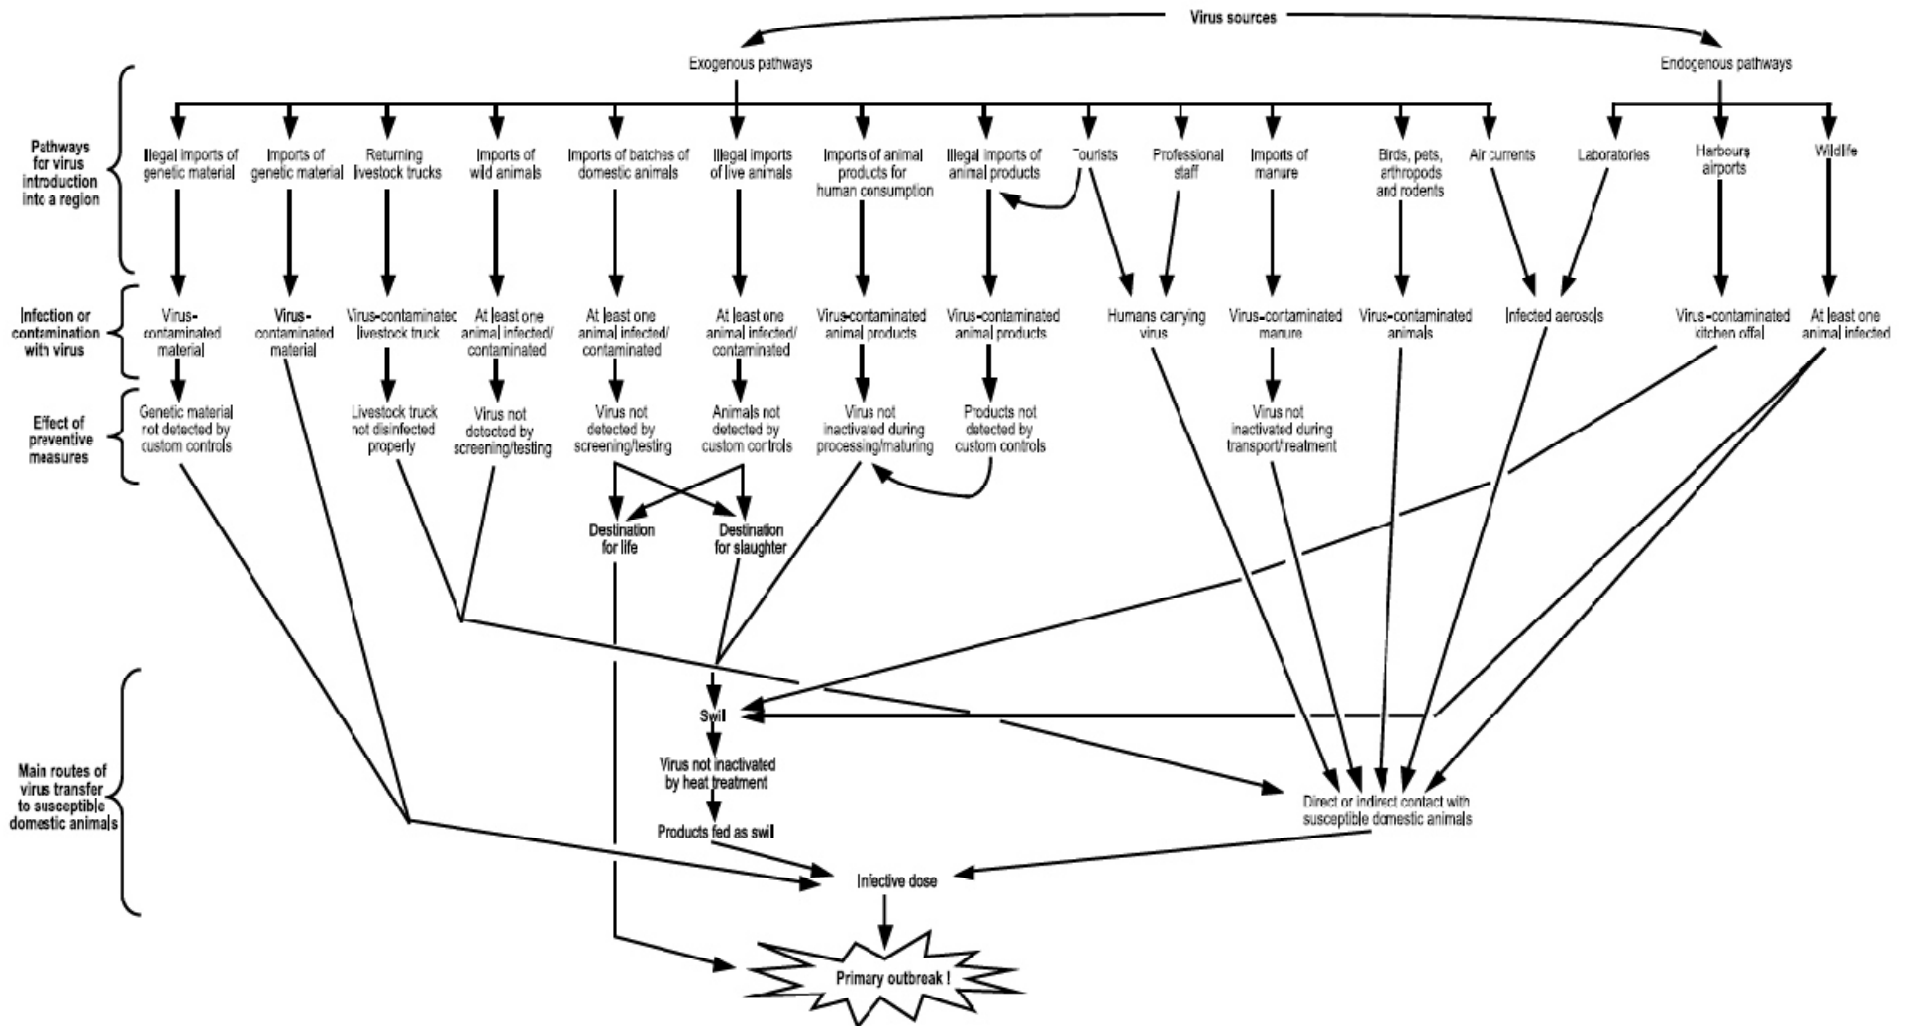 Virus sources
Exogenous pathways
Endogenous pathways
Pathways
for virus
introduction
into a region
Illegal imports of
genetic material
Imports of
genetic material
Returning
livestock trucks
Imports of
wild animals
Imports of batches of
domestic animals
Illegal imports
of live animals
Imports of animal
products for
human consumption
Illegal imports of
animal products
Tourists
Professional
staff
Imports of
manure
Birds, pets,
arthropods
and rodents
Air currents
Laboratories
Harbours
airports
Wildlife
Infection or
contamination
with virus
Virus-
contaminated
material
Virus-
contaminated
material
Virus-contaminated
livestock truck
At least one
animal infected/
contaminated
At least one
animal infected/
contaminated
At least one
animal infected/
contaminated
Virus-contaminated
animal products
Virus-contaminated
animal products
Humans carrying
virus
Virus-contaminated
manure
Virus-contaminated
animals
Infected aerosols
Virus-contaminated
kitchen offal
At least one
animal infected
Effect of
preventive
measures
Genetic material
not detected by
custom controls
Livestock truck
not disinfected
properly
Virus not
detected by
screening/testing
Virus not
detected by
screening/testing
Animals not
detected by
custom controls
Virus not
inactivated during
processing/maturing
Products not
detected by
custom controls
Virus not
inactivated during
transport/treatment
Destination
for life
Destination
for slaughter
Main routes of
virus transfer
to susceptible
domestic animals
Swil
Virus not inactivated
by heat treatment
Products fed as swil
Direct or indirect contact with
susceptible domestic animals
Infective dose
Primary outbreak !